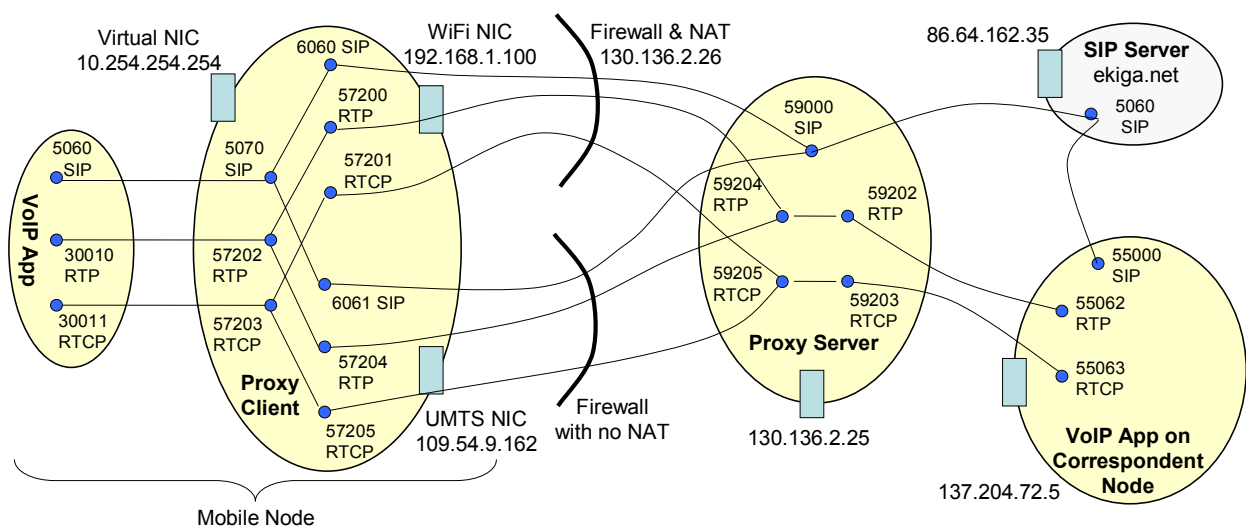 Virtual NIC
10.254.254.254
6060 SIP
WiFi NIC
192.168.1.100
Firewall & NAT
130.136.2.26
86.64.162.35
SIP Server
ekiga.net
5060
SIP
57200
RTP
59000
SIP
5060
SIP
5070
SIP
57201
RTCP
59204
RTP
59202
RTP
VoIP App
30010
RTP
57202
RTP
59205
RTCP
59203
RTCP
55000
SIP
6061 SIP
55062
RTP
30011
RTCP
57203
RTCP
Proxy Server
57204
RTP
55063
RTCP
Proxy
Client
57205
RTCP
UMTS NIC
109.54.9.162
Firewall
with no NAT
130.136.2.25
VoIP App on
Correspondent
Node
137.204.72.5
Mobile Node